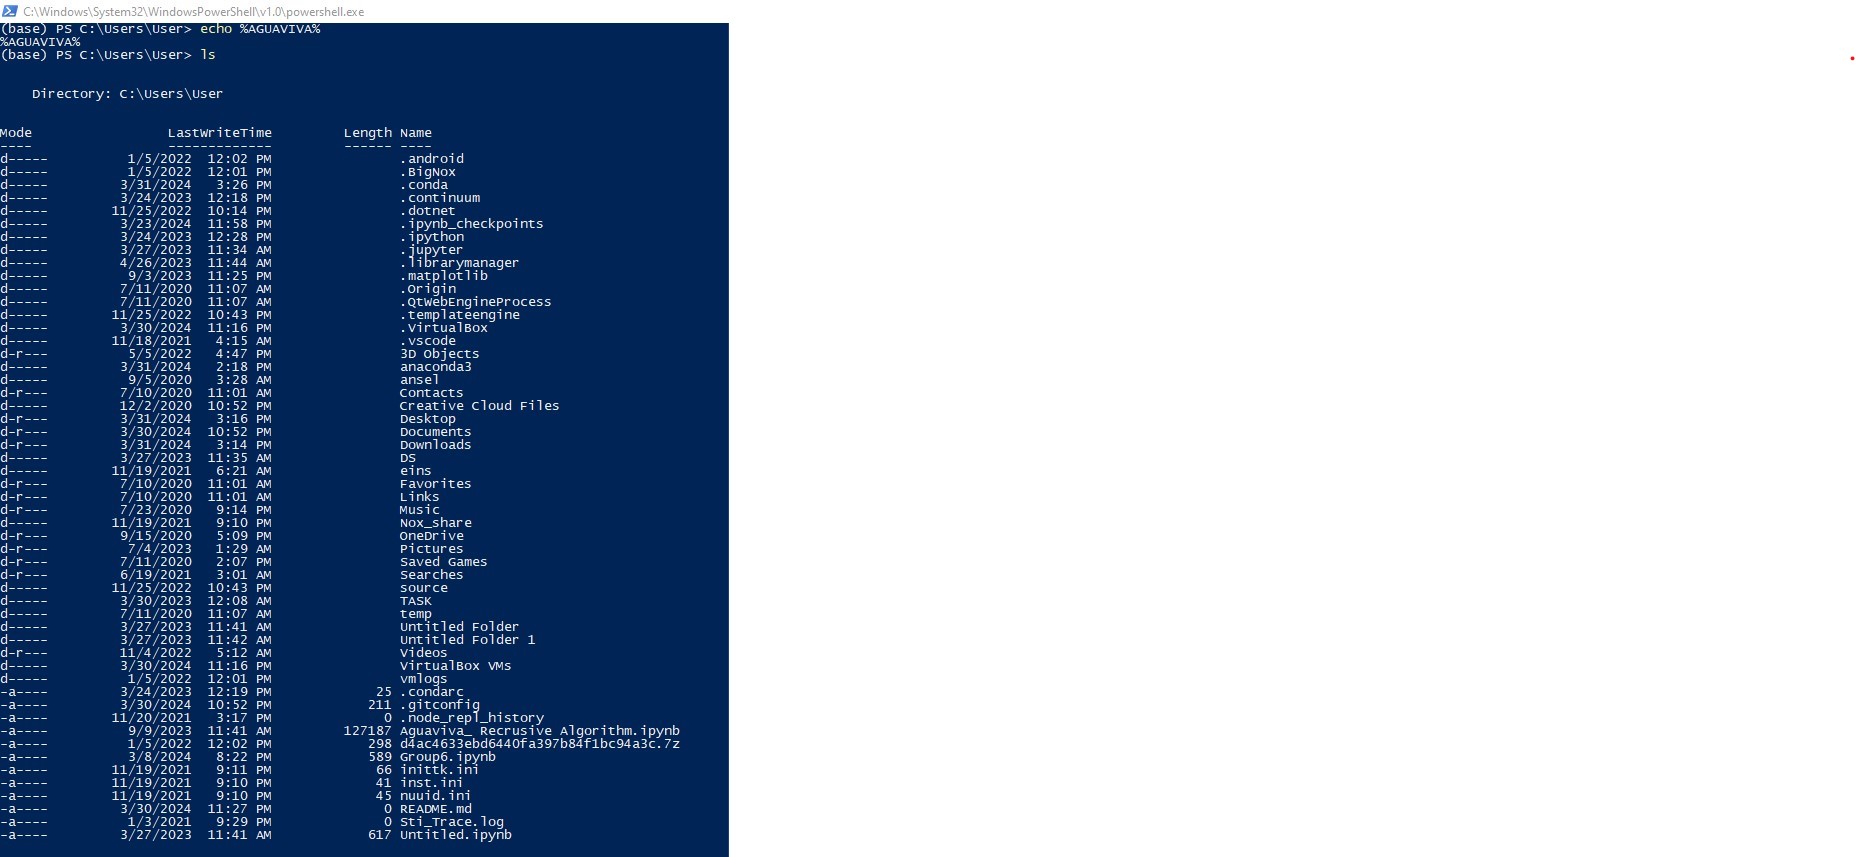 C:\Windows\System32\WindowsPowerShell\v1.0\powershell.exe
(base) PS C:\Users\User> echo %AGUAVIVA%
%AGUAVIVA%
(base) PS C:\Users\User> ls
Directory: C:\Users\User
Mode LastWriteTime Length Name
---- ------------- ------ ----
d----- 1/5/2022 12:02 PM .android
d----- 1/5/2022 12:01 PM .BigNox
d----- 3/31/2024 3:26 PM .conda
d----- 3/24/2023 12:18 PM .continuum
d----- 11/25/2022 10:14 PM .dotnet
d----- 3/23/2024 11:58 PM .ipynb_checkpoints
d----- 3/24/2023 12:28 PM .ipython
d----- 3/27/2023 11:34 AM .jupyter
d----- 4/26/2023 11:44 AM .librarymanager
d----- 9/3/2023 11:25 PM .matplotlib
d----- 7/11/2020 11:07 AM .Origin
d----- 7/11/2020 11:07 AM .QtWebEngineProcess
d----- 11/25/2022 10:43 PM .templateengine
d----- 3/30/2024 11:16 PM .VirtualBox
d----- 11/18/2021 4:15 AM .vscode
d-r--- 5/5/2022 4:47 PM 3D Objects
d----- 3/31/2024 2:18 PM anaconda3
d----- 9/5/2020 3:28 AM ansel
d-r--- 7/10/2020 11:01 AM Contacts
d----- 12/2/2020 10:52 PM Creative Cloud Files
d-r--- 3/31/2024 3:16 PM Desktop
d-r--- 3/30/2024 10:52 PM Documents
d-r--- 3/31/2024 3:14 PM Downloads
d----- 3/27/2023 11:35 AM DS
d----- 11/19/2021 6:21 AM eins
d-r--- 7/10/2020 11:01 AM Favorites
d-r--- 7/10/2020 11:01 AM Links
d-r--- 7/23/2020 9:14 PM Music
d----- 11/19/2021 9:10 PM Nox_share
d-r--- 9/15/2020 5:09 PM OneDrive
d-r--- 7/4/2023 1:29 AM Pictures
d-r--- 7/11/2020 2:07 PM Saved Games
d-r--- 6/19/2021 3:01 AM Searches
d----- 11/25/2022 10:43 PM source
d----- 3/30/2023 12:08 AM TASK
d----- 7/11/2020 11:07 AM temp
d----- 3/27/2023 11:41 AM Untitled Folder
d----- 3/27/2023 11:42 AM Untitled Folder 1
d-r--- 11/4/2022 5:12 AM Videos
d----- 3/30/2024 11:16 PM VirtualBox VMs
d----- 1/5/2022 12:01 PM vmlogs
-a---- 3/24/2023 12:19 PM 25 .condarc
-a---- 3/30/2024 10:52 PM 211 .gitconfig
-a---- 11/20/2021 3:17 PM 0 .node_repl_history
-a---- 9/9/2023 11:41 AM 127187 Aguaviva_ Recrusive Algorithm.ipynb
-a---- 1/5/2022 12:02 PM 298 d4ac4633ebd6440fa397b84f1bc94a3c.7z
-a---- 3/8/2024 8:22 PM 589 Group6.ipynb
-a---- 11/19/2021 9:11 PM 66 inittk.ini
-a---- 11/19/2021 9:10 PM 41 inst.ini
-a---- 11/19/2021 9:10 PM 45 nuuid.ini
-a---- 3/30/2024 11:27 PM 0 README.md
-a---- 1/3/2021 9:29 PM 0 Sti_Trace.log
-a---- 3/27/2023 11:41 AM 617 Untitled.ipynb